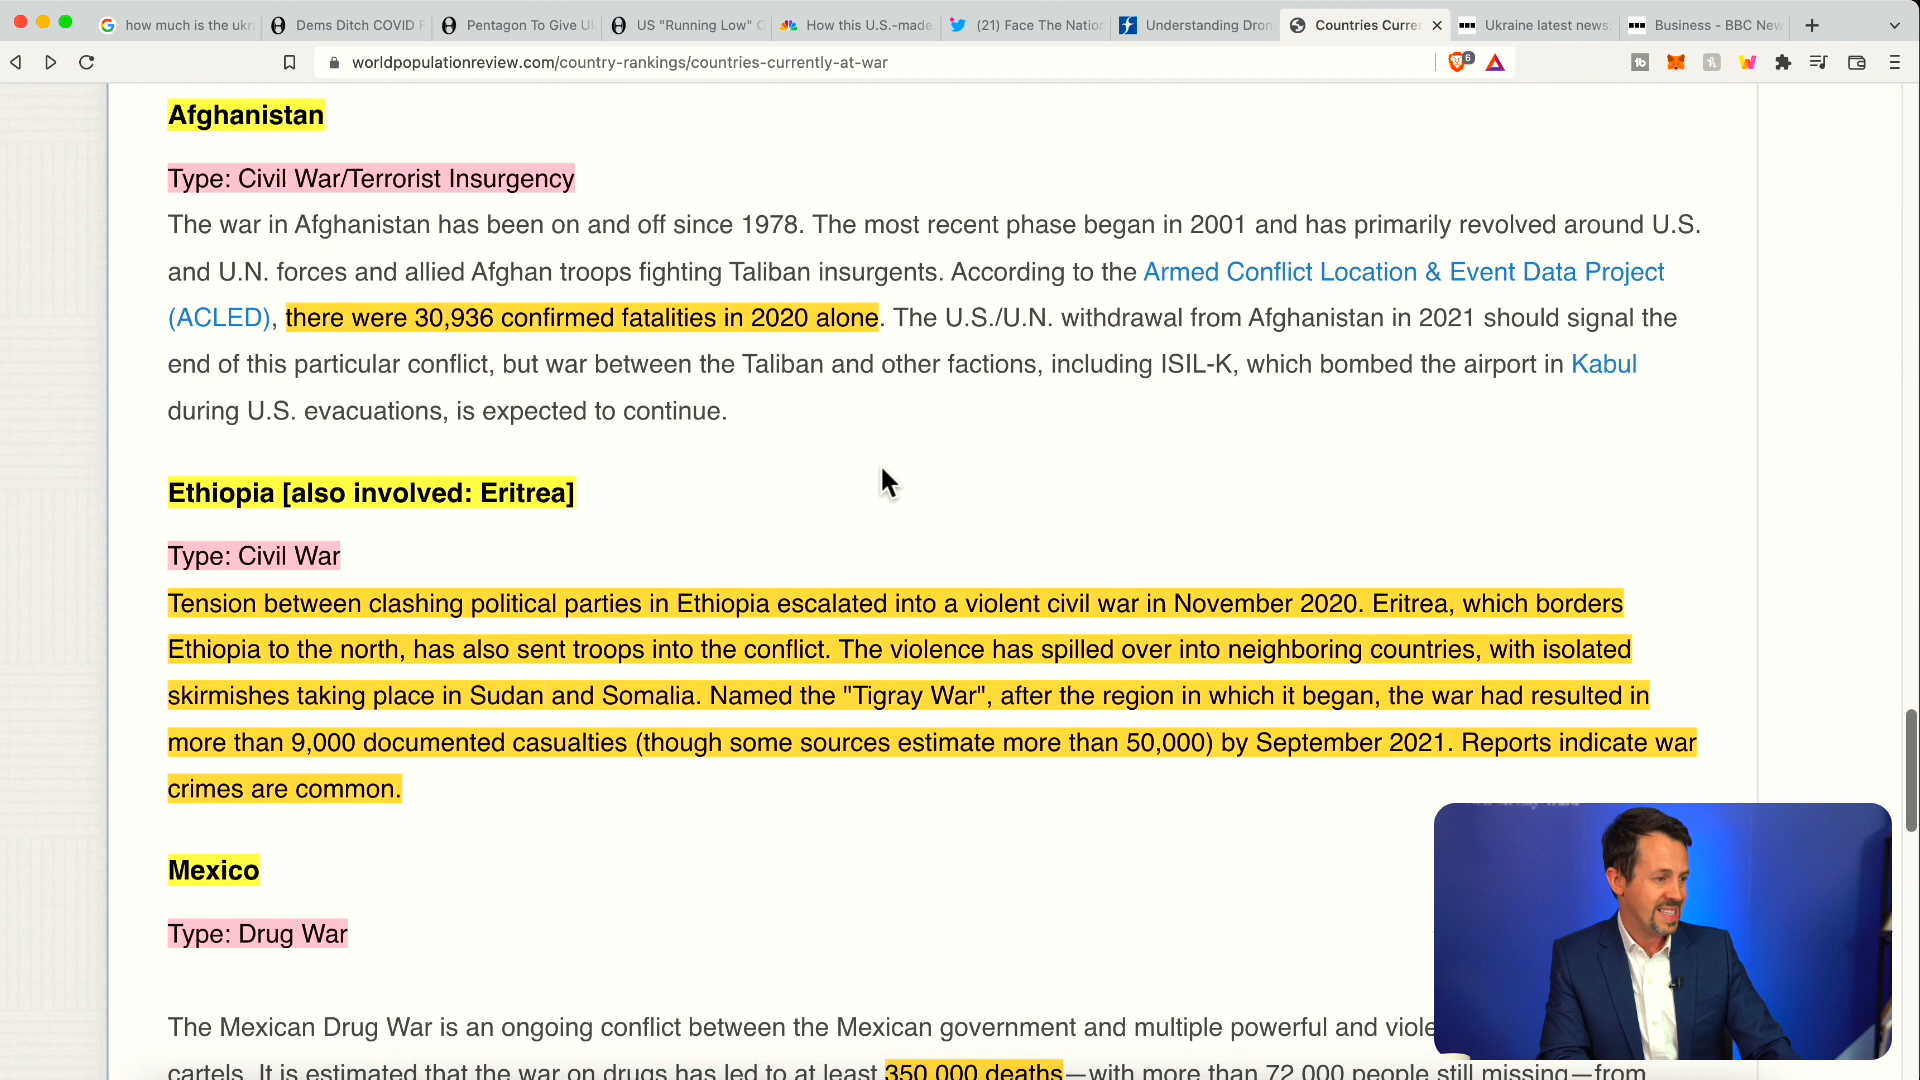 how much is the ukr
Dems Ditch COVID F
Pentagon To Give U
US "Running Low" O
How this U.S.-made
(21) Face The Nation
Understanding Dron
Countries Curre
Ukraine latest news:
Business - BBC New
worldpopulationreview.com/country-rankings/countries-currently-at-war
6
Afghanistan
Type: Civil War/Terrorist Insurgency
The war in Afghanistan has been on and off since 1978. The most recent phase began in 2001 and has primarily revolved around U.S.
and U.N. forces and allied Afghan troops fighting Taliban insurgents. According to the Armed Conflict Location & Event Data Project
(ACLED), there were 30,936 confirmed fatalities in 2020 alone. The U.S./U.N. withdrawal from Afghanistan in 2021 should signal the
end of this particular conflict, but war between the Taliban and other factions, including ISIL-K, which bombed the airport in Kabul
during U.S. evacuations, is expected to continue.
Ethiopia [also involved: Eritrea]
Type: Civil War
Tension between clashing political parties in Ethiopia escalated into a violent civil war in November 2020. Eritrea, which borders
Ethiopia to the north, has also sent troops into the conflict. The violence has spilled over into neighboring countries, with isolated
skirmishes taking place in Sudan and Somalia. Named the "Tigray War", after the region in which it began, the war had resulted in
more than 9,000 documented casualties (though some sources estimate more than 50,000) by September 2021. Reports indicate war
crimes are common.
Mexico
Type: Drug War
The Mexican Drug War is an ongoing conflict between the Mexican government and multiple powerful and viole
cartels. It is estimated that the war on drugs has led to at least 350,000 deaths—with more than 72,000 people still missing—from